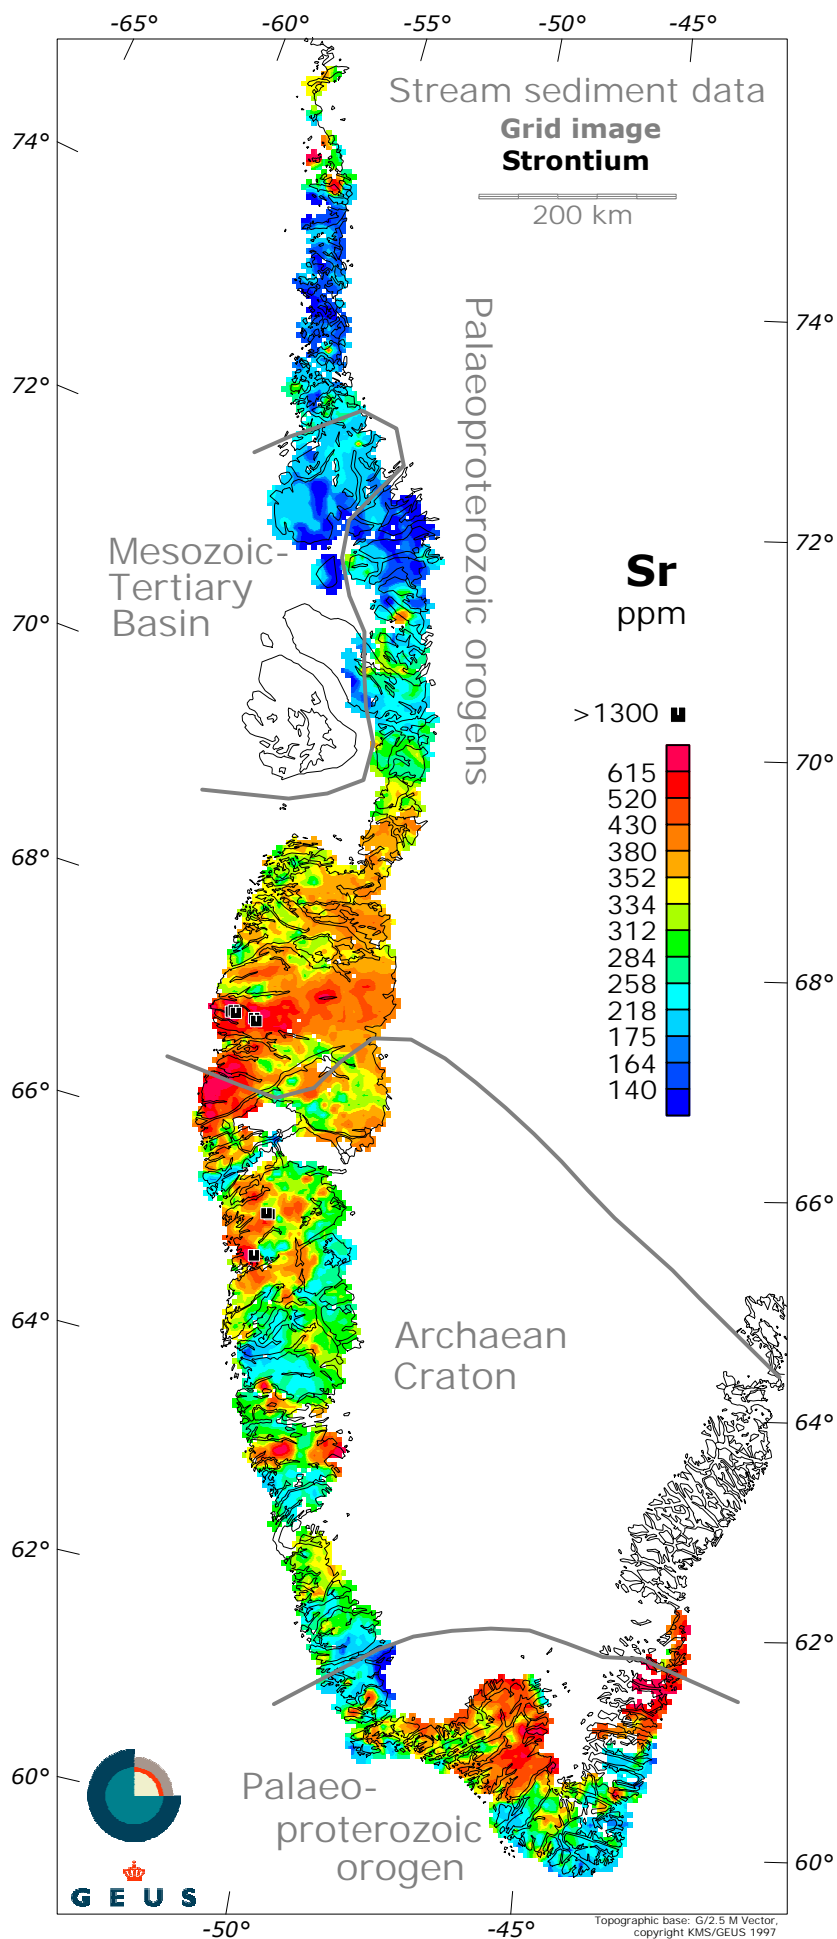 -65° -60° -55° -50° -45°
Stream sediment data
Grid image
Strontium
200 km
74°
72°
70°
68°
66°
64°
62°
60°
74°
72°
70°
68°
66°
64°
62°
60°
Palaeoproterozoic orogens
Mesozoic-
Tertiary
Basin
Sr
ppm
>1300
615
520
430
380
352
334
312
284
258
218
175
164
140
Archaean
Craton
Palaeo-
proterozoic
orogen
GEUS
-50° -45°
Topographic base: G/2.5 M Vector,
copyright KMS/GEUS 1997